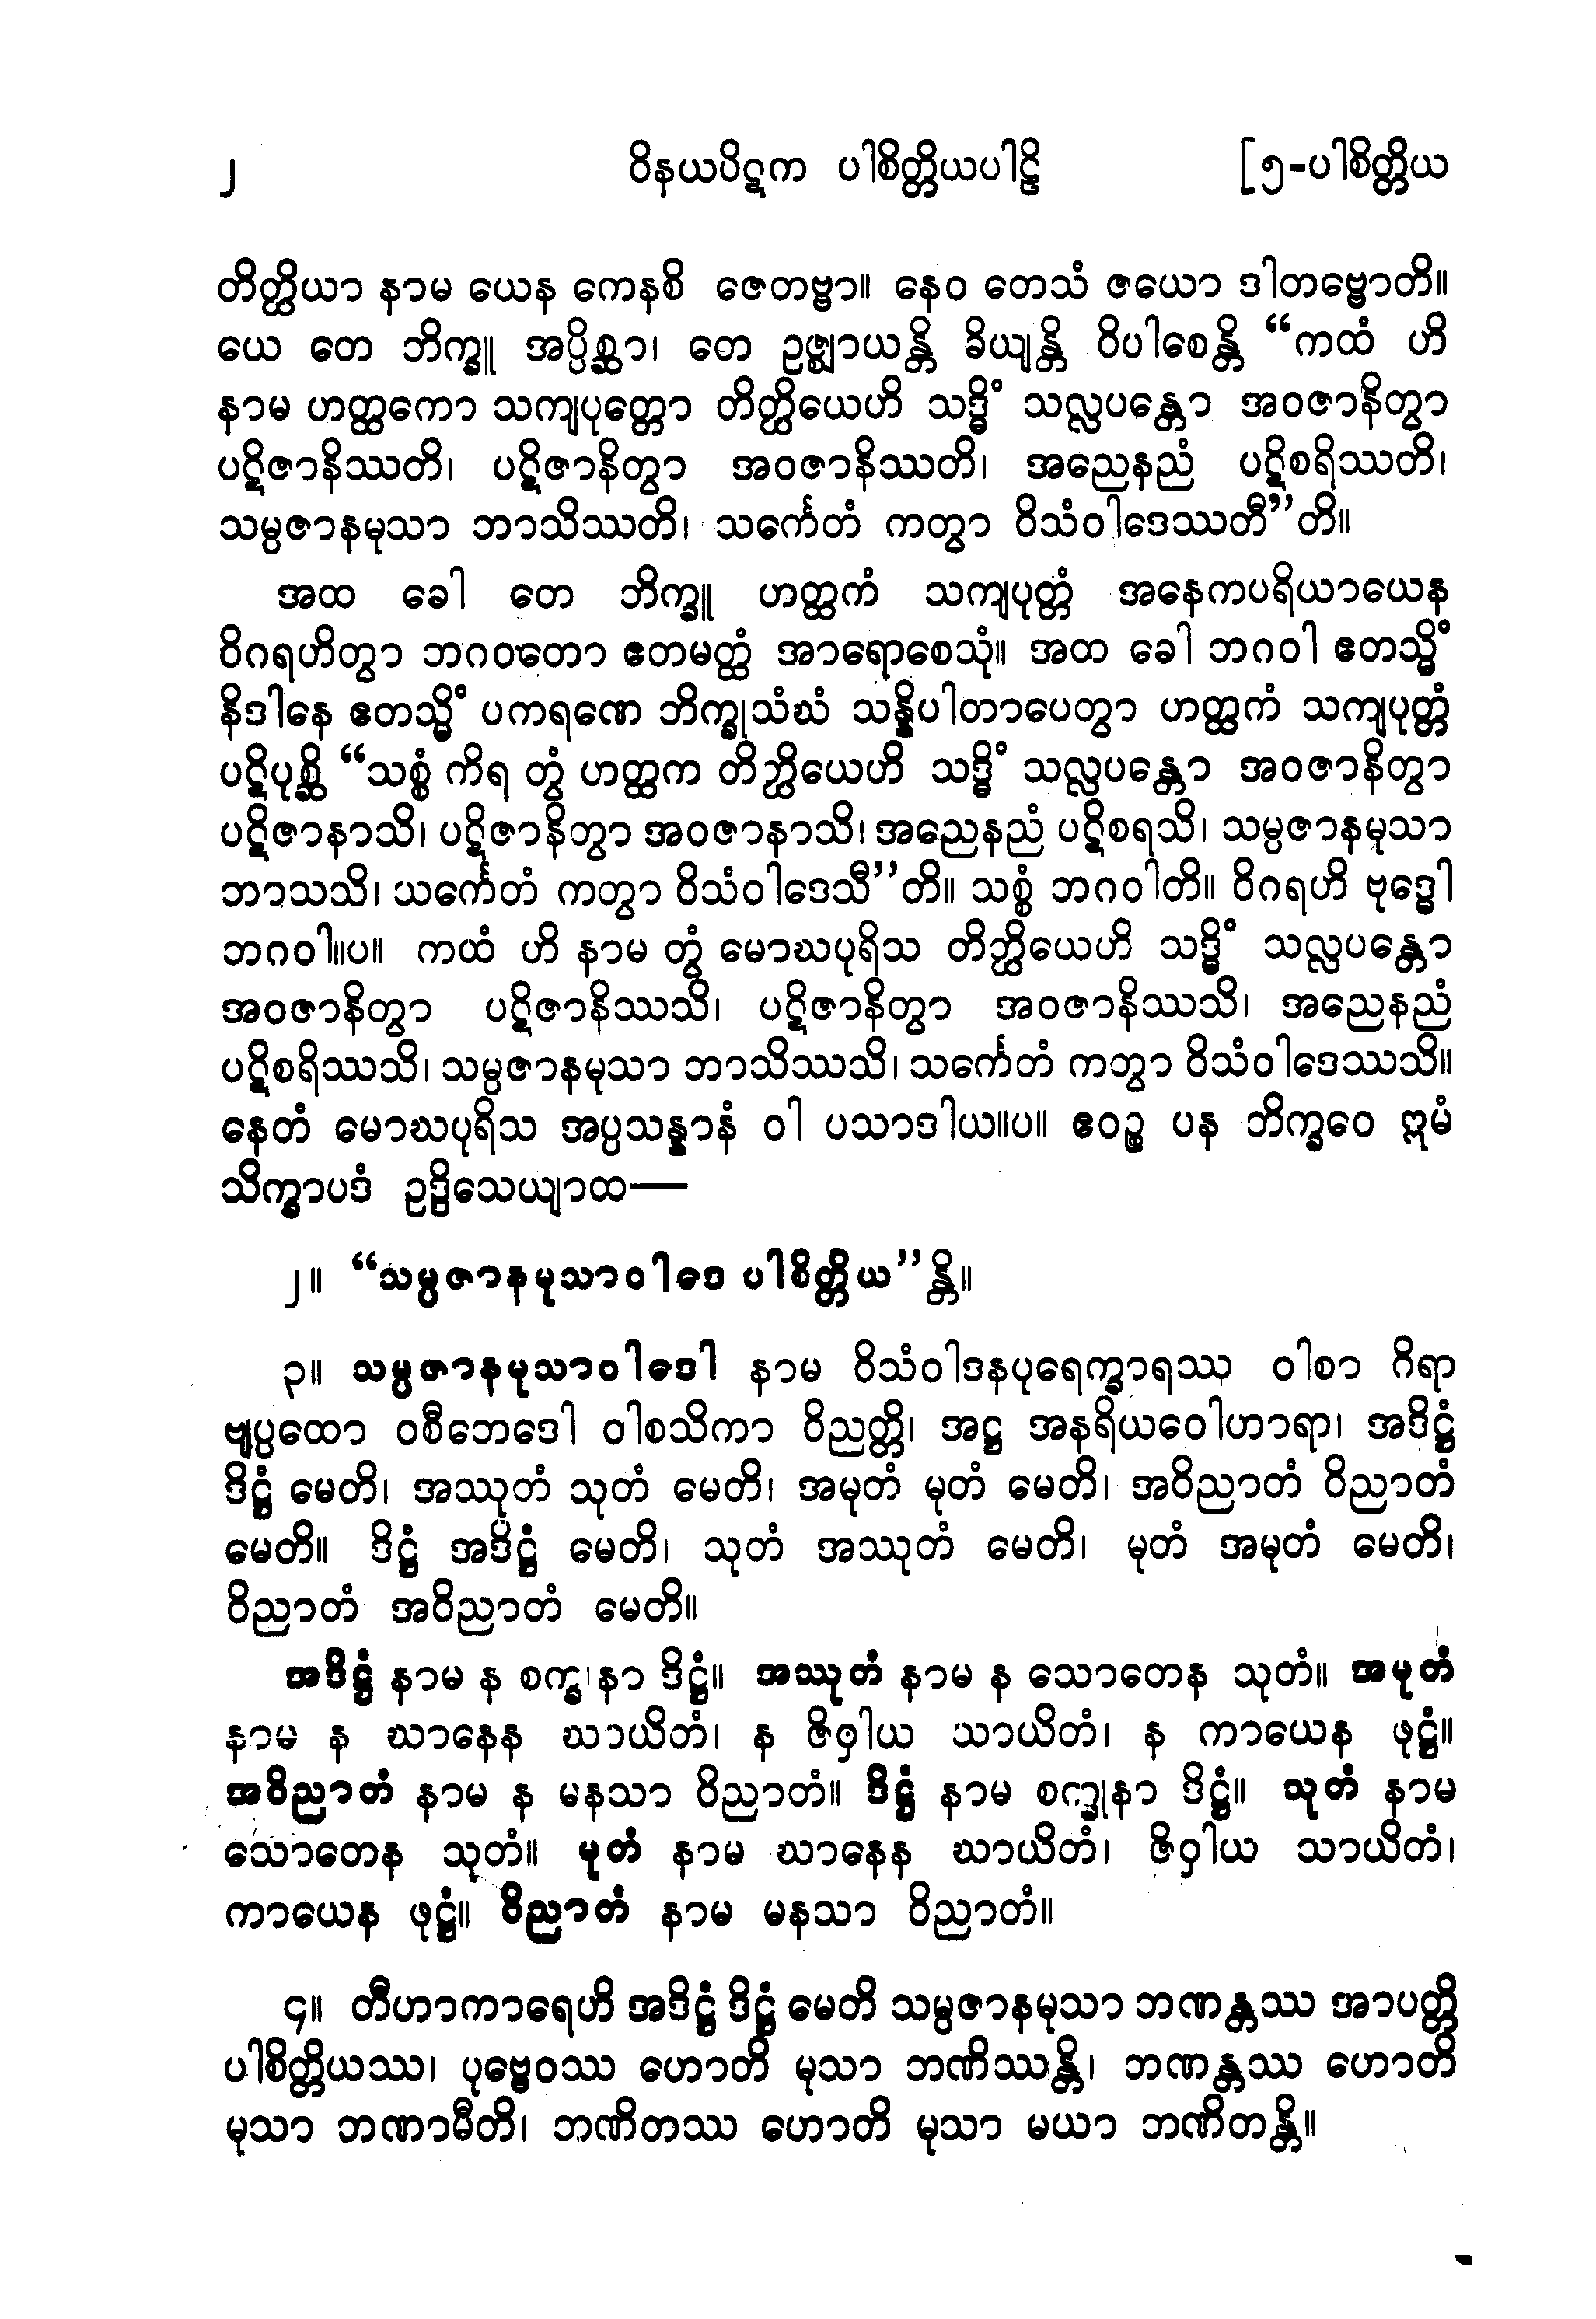 ၂ ဝိနယပိဋက ပါစိတ္တိယပါဠိ [၅-ပါစိတ္တိယ
တိတ္ထိယာ နာမ ယေန ကေနစိ ဇေတဗ္ဗာ။ နေဝ တေသံ ဇယော ဒါတဗ္ဗောတိ။
ယေ တေ ဘိက္ခူ အပ္ပိစ္ဆာ၊ တေ ဥဇ္ဈာယန္တိ ခိယျန္တိ ဝိပါစေန္တိ “ကထံ ဟိ
နာမ ဟတ္ထကော သကျပုတ္တော တိတ္ထိယေဟိ သဒ္ဓိံ သလ္လပန္တော အဝဇာနိတွာ
ပဋိဇာနိဿတိ၊ ပဋိဇာနိတွာ အဝဇာနိဿတိ၊ အညေနညံ ပဋိစရိဿတိ၊
သမ္ပဇာနမုသာ ဘာသိဿတိ၊ သင်္ကေတံ ကတွာ ဝိသံဝါဒေဿတီ”တိ။
အထ ခေါ တေ ဘိက္ခူ ဟတ္ထကံ သကျပုတ္တံ အနေကပရိယာယေန
ဝိဂရဟိတွာ ဘဂဝတော ဧတမတ္ထံ အာရောစေသုံ။ အထ ခေါ ဘဂဝါ ဧတသ္မိံ
နိဒါနေ ဧတသ္မိံ ပကရဏေ ဘိက္ခုသံဃံ သန္နိပါတာပေတွာ ဟတ္ထကံ သကျပုတ္တံ
ပဋိပုစ္ဆိ “သစ္စံ ကိရ တွံ ဟတ္ထက တိတ္ထိယေဟိ သဒ္ဓိံ သလ္လပန္တော အဝဇာနိတွာ
ပဋိဇာနာသိ၊ ပဋိဇာနိတွာ အဝဇာနာသိ၊ အညေနညံ ပဋိစရသိ၊ သမ္ပဇာနမုသာ
ဘာသသိ၊ သင်္ကေတံ ကတွာ ဝိသံဝါဒေသီ”တိ။ သစ္စံ ဘဂဝါတိ။ ဝိဂရဟိ ဗုဒ္ဓေါ
ဘဂဝါ။ပ။ ကထံ ဟိ နာမ တွံ မောဃပုရိသ တိတ္ထိယေဟိ သဒ္ဓိံ သလ္လပန္တော
အဝဇာနိတွာ ပဋိဇာနိဿသိ၊ ပဋိဇာနိတွာ အဝဇာနိဿသိ၊ အညေနညံ
ပဋိစရိဿသိ၊ သမ္ပဇာနမုသာ ဘာသိဿသိ၊ သင်္ကေတံ ကတွာ ဝိသံဝါဒေဿသိ။
နေတံ မောဃပုရိသ အပ္ပသန္နာနံ ဝါ ပသာဒါယ။ပ။ ဧဝဉ္စ ပန ဘိက္ခဝေ ဣမံ
သိက္ခာပဒံ ဥဒ္ဒိသေယျာထ—
၂။ “သမ္ပဇာနမုသာဝါဒေ ပါစိတ္တိယ”န္တိ။
၃။ သမ္ပဇာနမုသာဝါဒေါ နာမ ဝိသံဝါဒနပုရေက္ခာရဿ ဝါစာ ဂိရာ
ဗျပ္ပထော ဝစီဘေဒေါ ဝါစသိကာ ဝိညတ္တိ၊ အဋ္ဌ အနရိယဝေါဟာရာ၊ အဒိဋ္ဌံ
ဒိဋ္ဌံ မေတိ၊ အဿုတံ သုတံ မေတိ၊ အမုတံ မုတံ မေတိ၊ အဝိညာတံ ဝိညာတံ
မေတိ။ ဒိဋ္ဌံ အဒိဋ္ဌံ မေတိ၊ သုတံ အဿုတံ မေတိ၊ မုတံ အမုတံ မေတိ၊
ဝိညာတံ အဝိညာတံ မေတိ။
အဒိဋ္ဌံ နာမ န စက္ခုနာ ဒိဋ္ဌံ။ အဿုတံ နာမ န သောတေန သုတံ။ အမုတံ
နာမ န ဃာနေန ဃာယိတံ၊ န ဇိဝှါယ သာယိတံ၊ န ကာယေန ဖုဋ္ဌံ။
အဝိညာတံ နာမ န မနသာ ဝိညာတံ။ ဒိဋ္ဌံ နာမ စက္ခုနာ ဒိဋ္ဌံ။ သုတံ နာမ
သောတေန သုတံ။ မုတံ နာမ ဃာနေန ဃာယိတံ၊ ဇိဝှါယ သာယိတံ၊
ကာယေန ဖုဋ္ဌံ။ ဝိညာတံ နာမ မနသာ ဝိညာတံ။
၄။ တီဟာကာရေဟိ အဒိဋ္ဌံ ဒိဋ္ဌံ မေတိ သမ္ပဇာနမုသာ ဘဏန္တဿ အာပတ္တိ
ပါစိတ္တိယဿ၊ ပုဗ္ဗေဝဿ ဟောတိ မုသာ ဘဏိဿန္တိ၊ ဘဏန္တဿ ဟောတိ
မုသာ ဘဏာမီတိ၊ ဘဏိတဿ ဟောတိ မုသာ မယာ ဘဏိတန္တိ။